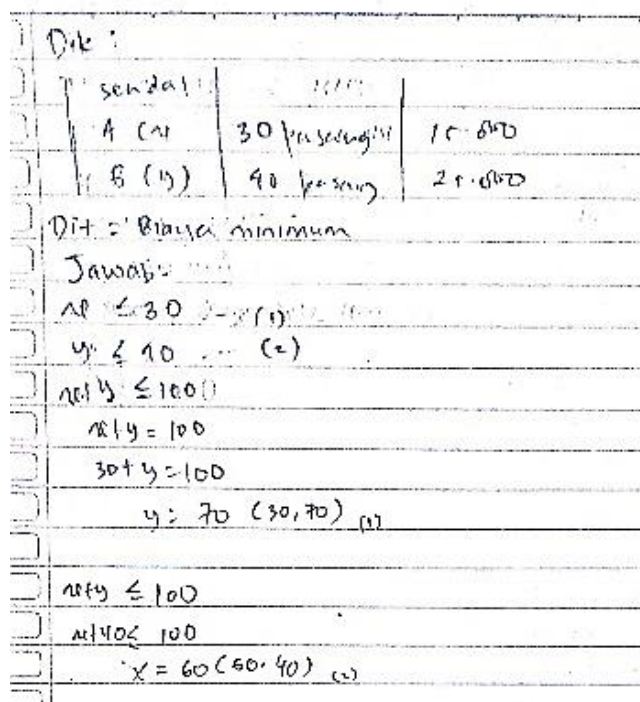 Dik :
sendal
A (x) 30 pasang 15.000
B (y) 40 pasang 25.000
Dit : Biaya minimum
Jawab :
x ≤ 30 ... (1)
y ≤ 40 ... (2)
x+y ≤ 100
x+y = 100
30+y = 100
y = 70 (30,70) (1)
x+y ≤ 100
x+40 ≤ 100
x = 60 (60.40) (2)